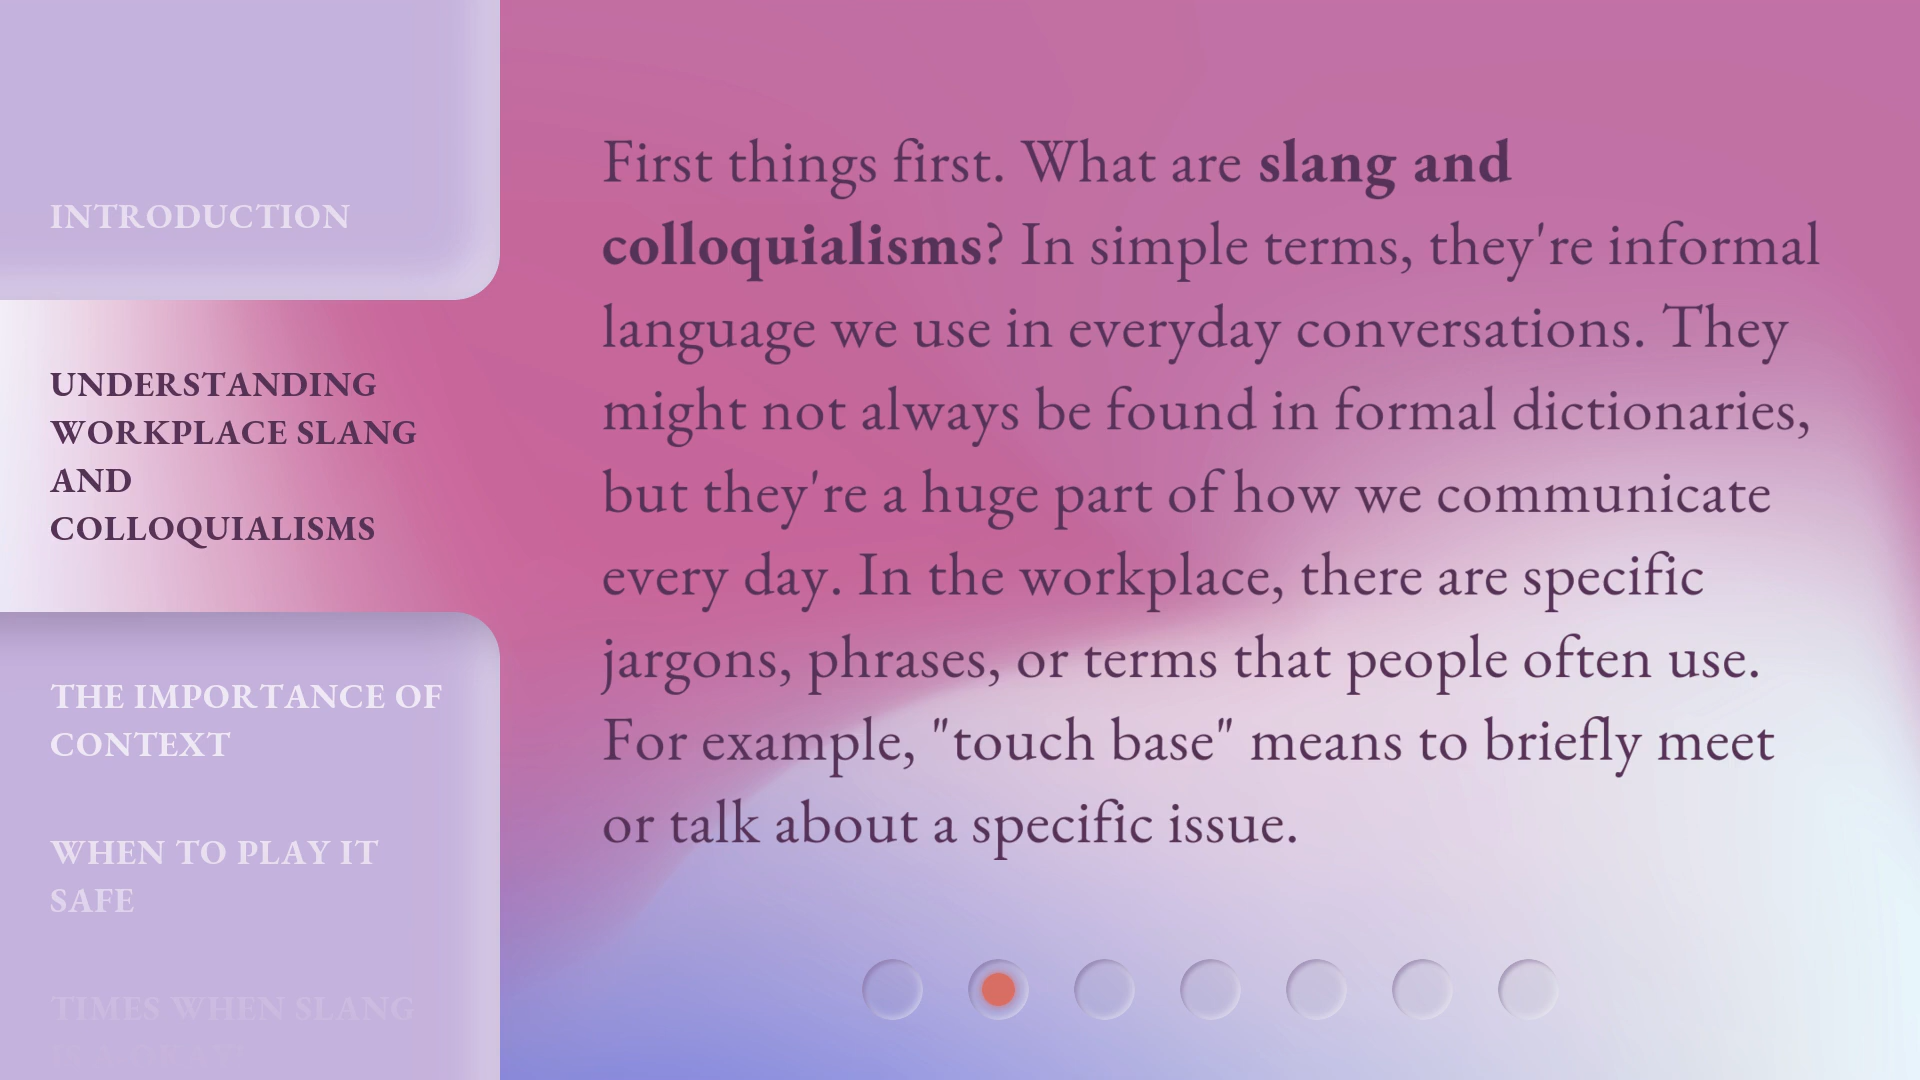 INTRODUCTION
UNDERSTANDING
WORKPLACE SLANG
AND
COLLOQUIALISMS
THE IMPORTANCE OF
CONTEXT
WHEN TO PLAY IT
SAFE
TIMES WHEN SLANG
First things first. What are slang and
colloquialisms? In simple terms, they're informal
language we use in everyday conversations. They
might not always be found in formal dictionaries,
but they're a huge part of how we communicate
every day. In the workplace, there are specific
jargons, phrases, or terms that people often use.
For example, "touch base" means to briefly meet
or talk about a specific issue.